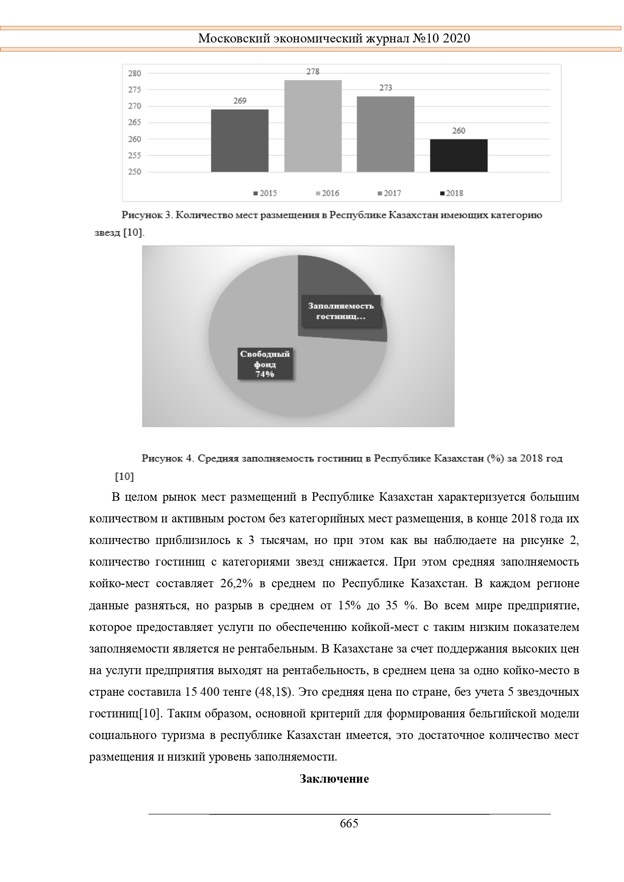 Московский экономический журнал №10 2020
280
275
270
265
260
255
250
269
278
273
260
2015 2016 2017 2018
Рисунок 3. Количество мест размещения в Республике Казахстан имеющих категорию
звезд [10].
Заполняемость
гостиниц...
Свободный
фонд
74%
Рисунок 4. Средняя заполняемость гостиниц в Республике Казахстан (%) за 2018 год
[10]
В целом рынок мест размещений в Республике Казахстан характеризуется большим
количеством и активным ростом без категорийных мест размещения, в конце 2018 года их
количество приблизилось к 3 тысячам, но при этом как вы наблюдаете на рисунке 2,
количество гостиниц с категориями звезд снижается. При этом средняя заполняемость
койко-мест составляет 26,2% в среднем по Республике Казахстан. В каждом регионе
данные разняться, но разрыв в среднем от 15% до 35 %. Во всем мире предприятие,
которое предоставляет услуги по обеспечению койкой-мест с таким низким показателем
заполняемости является не рентабельным. В Казахстане за счет поддержания высоких цен
на услуги предприятия выходят на рентабельность, в среднем цена за одно койко-место в
стране составила 15 400 тенге (48,1$). Это средняя цена по стране, без учета 5 звездочных
гостиниц[10]. Таким образом, основной критерий для формирования бельгийской модели
социального туризма в республике Казахстан имеется, это достаточное количество мест
размещения и низкий уровень заполняемости.
Заключение
665